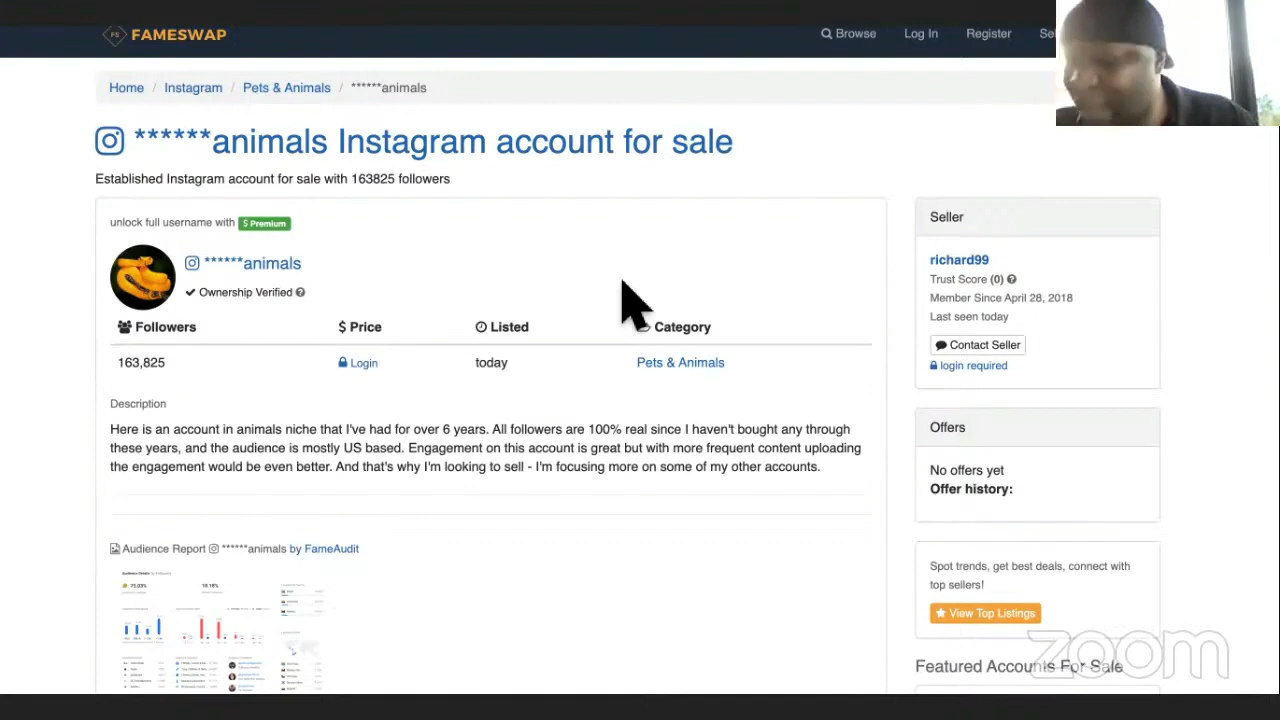 FS FAMESWAP
Browse Log In Register Se
Home / Instagram / Pets & Animals / ******animals
******animals Instagram account for sale
Established Instagram account for sale with 163825 followers
unlock full username with $ Premium
******animals
Ownership Verified
Followers $ Price Listed Category
163,825 Login today Pets & Animals
Description
Here is an account in animals niche that I've had for over 6 years. All followers are 100% real since I haven't bought any through
these years, and the audience is mostly US based. Engagement on this account is great but with more frequent content uploading
the engagement would be even better. And that's why I'm looking to sell - I'm focusing more on some of my other accounts.
Audience Report ******animals by FameAudit
Seller
richard99
Trust Score (0)
Member Since April 28, 2018
Last seen today
Contact Seller
login required
Offers
No offers yet
Offer history:
Spot trends, get best deals, connect with
top sellers!
View Top Listings
Featured Accounts For Sale
zoom